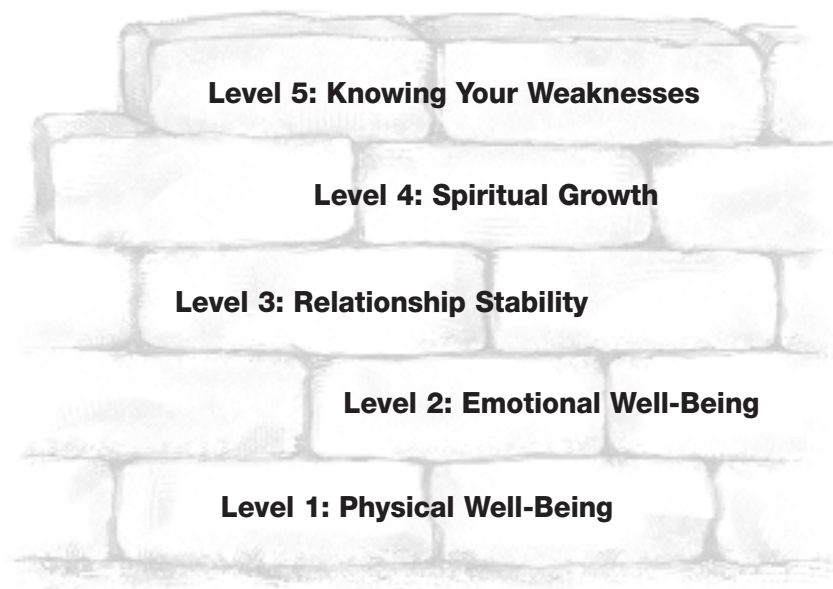 Level 5: Knowing Your Weaknesses
Level 4: Spiritual Growth
Level 3: Relationship Stability
Level 2: Emotional Well-Being
Level 1: Physical Well-Being